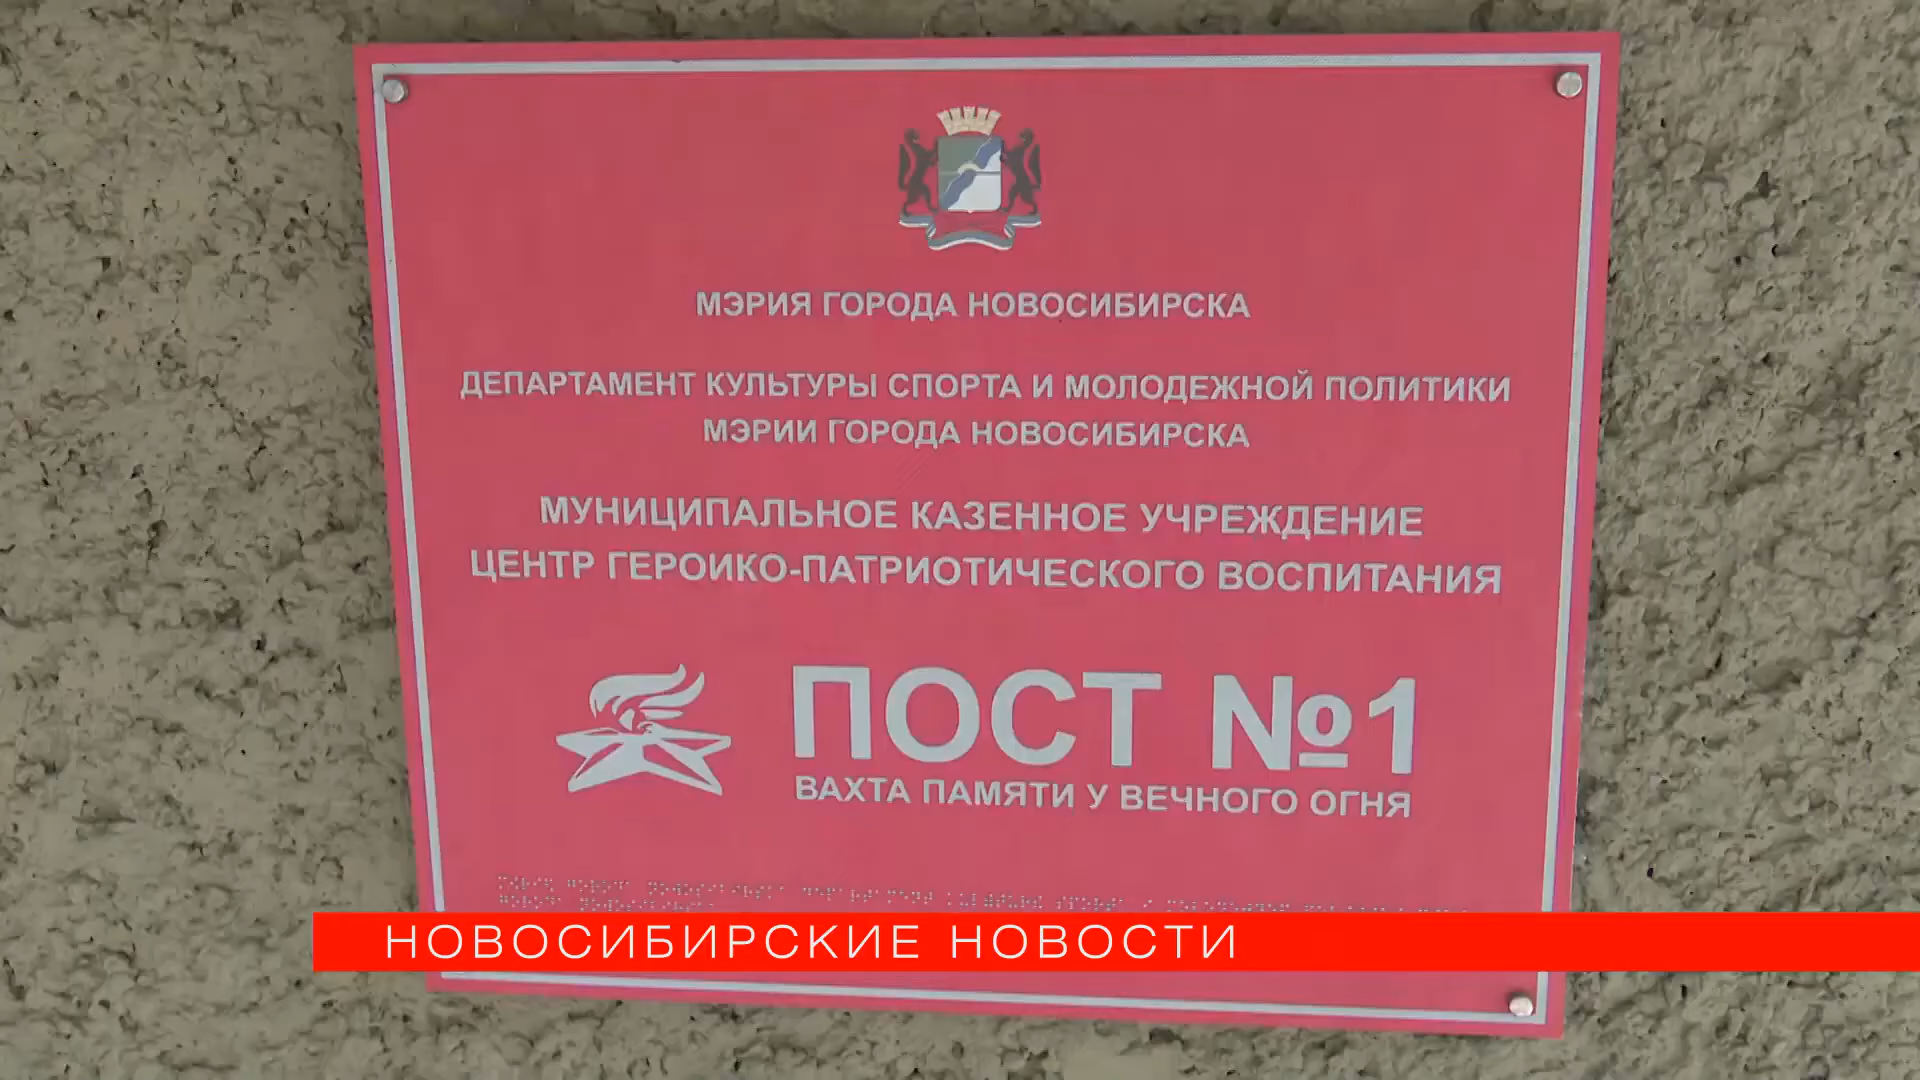 МЭРИЯ ГОРОДА НОВОСИБИРСКА
ДЕПАРТАМЕНТ КУЛЬТУРЫ СПОРТА И МОЛОДЕЖНОЙ ПОЛИТИКИ
МЭРИИ ГОРОДА НОВОСИБИРСКА
МУНИЦИПАЛЬНОЕ КАЗЕННОЕ УЧРЕЖДЕНИЕ
ЦЕНТР ГЕРОИКО-ПАТРИОТИЧЕСКОГО ВОСПИТАНИЯ
ПОСТ №1
ВАХТА ПАМЯТИ У ВЕЧНОГО ОГНЯ
НОВОСИБИРСКИЕ НОВОСТИ